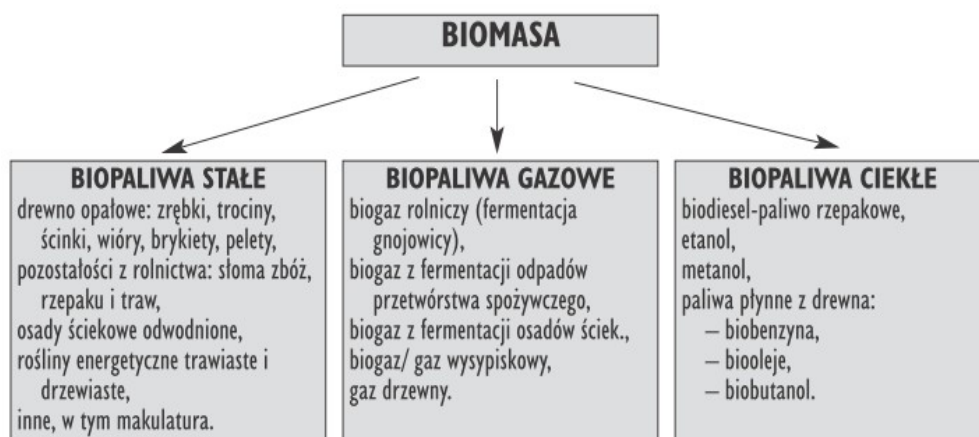 BIOMASA
BIOPALIWA STAŁE
drewno opałowe: zrębki, trociny,
ścinki, wióry, brykiety, pelety,
pozostałości z rolnictwa: słoma zbóż,
rzepaku i traw,
osady ściekowe odwodnione,
rośliny energetyczne trawiaste i
drzewiaste,
inne, w tym makulatura.
BIOPALIWA GAZOWE
biogaz rolniczy (fermentacja
gnojowicy),
biogaz z fermentacji odpadów
przetwórstwa spożywczego,
biogaz z fermentacji osadów ściek.,
biogaz/ gaz wysypiskowy,
gaz drzewny.
BIOPALIWA CIEKŁE
biodiesel-paliwo rzepakowe,
etanol,
metanol,
paliwa płynne z drewna:
– biobenzyna,
– biooleje,
– biobutanol.